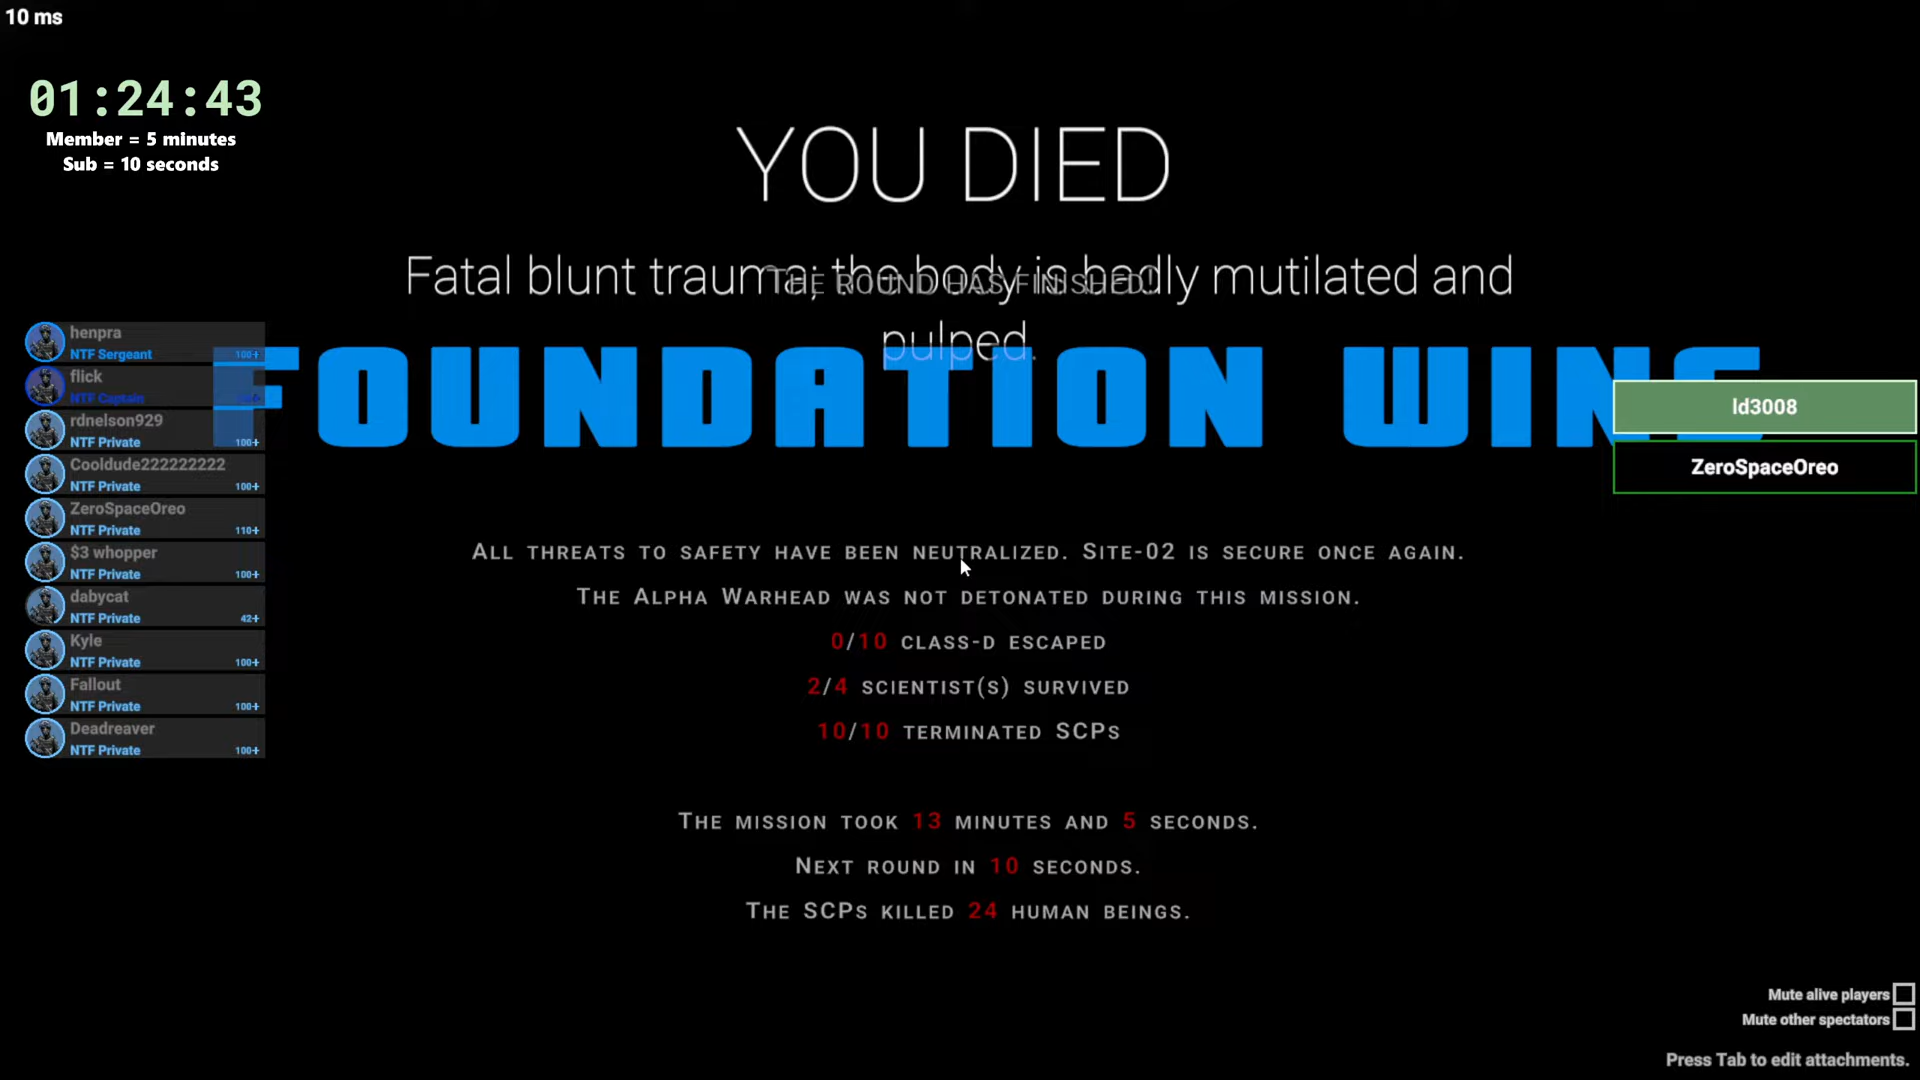 10 ms
01:24:43
Member = 5 minutes
Sub = 10 seconds
YOU DIED
Fatal blunt trauma; the body is badly mutilated and
pulped.
THE ROUND HAS FINISHED!
FOUNDATION WINS
henpra
NTF Sergeant 100+
flick
NTF Captain
rdnelson929
NTF Private 100+
Cooldude222222222
NTF Private 100+
ZeroSpaceOreo
NTF Private 110+
$3 whopper
NTF Private 100+
dabycat
NTF Private 42+
Kyle
NTF Private 100+
Fallout
NTF Private 100+
Deadreaver
NTF Private 100+
ld3008
ZeroSpaceOreo
ALL THREATS TO SAFETY HAVE BEEN NEUTRALIZED. SITE-02 IS SECURE ONCE AGAIN.
THE ALPHA WARHEAD WAS NOT DETONATED DURING THIS MISSION.
0/10 CLASS-D ESCAPED
2/4 SCIENTIST(S) SURVIVED
10/10 TERMINATED SCPS
THE MISSION TOOK 13 MINUTES AND 5 SECONDS.
NEXT ROUND IN 10 SECONDS.
THE SCPS KILLED 24 HUMAN BEINGS.
Mute alive players
Mute other spectators
Press Tab to edit attachments.